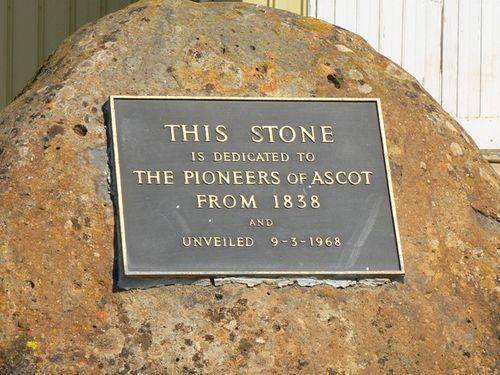 THIS STONE
IS DEDICATED TO
THE PIONEERS OF ASCOT
FROM 1838
AND
UNVEILED 9-3-1968